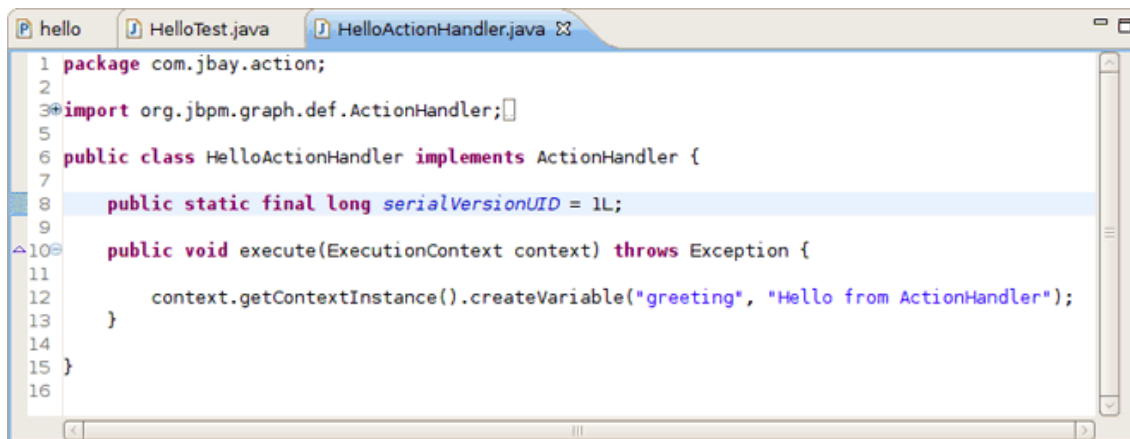 hello HelloTest.java HelloActionHandler.java
1 package com.jbay.action;
2
3 import org.jbpm.graph.def.ActionHandler;
5
6 public class HelloActionHandler implements ActionHandler {
7
8 public static final long serialVersionUID = 1L;
9
10 public void execute(ExecutionContext context) throws Exception {
11
12 context.getContextInstance().createVariable("greeting", "Hello from ActionHandler");
13 }
14
15 }
16